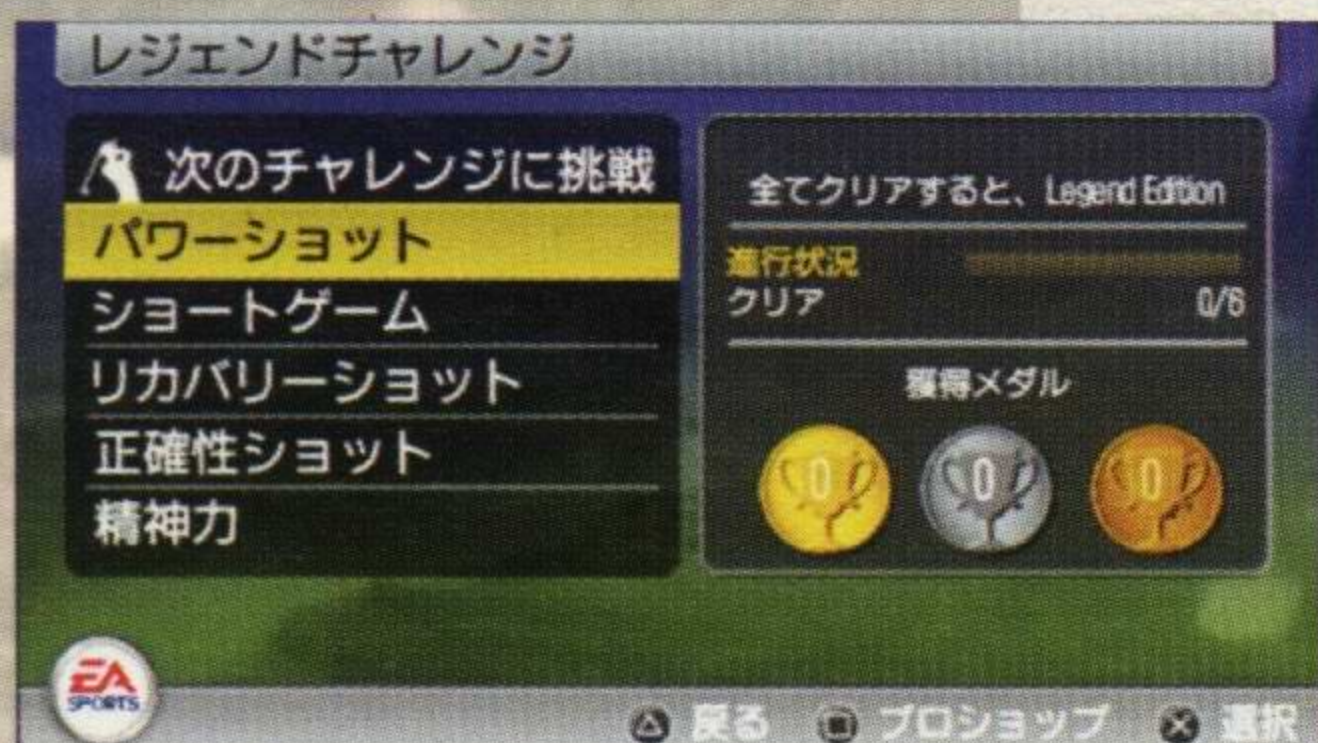 レジェンドチャレンジ
次のチャレンジに挑戦
パワーショット
ショートゲーム
リカバリーショット
正確性ショット
精神力
全てクリアすると、Legend Edition
進行状況
クリア 0/6
獲得メダル
0 0 0
EA
SPORTS
戻る プロショップ 選択